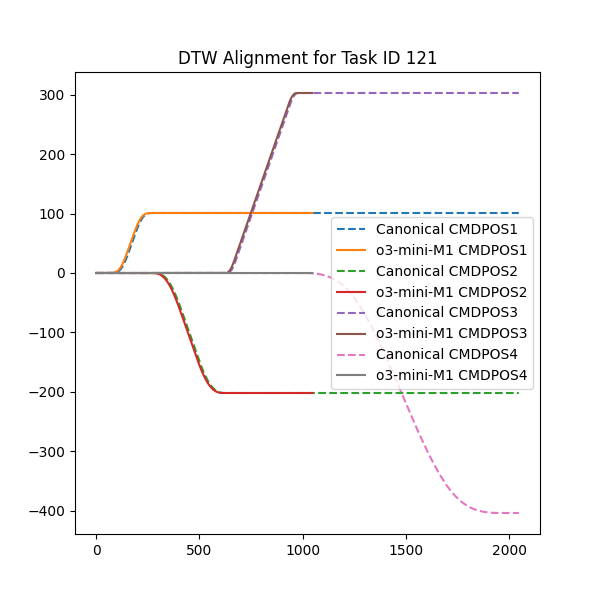 DTW Alignment for Task ID 121
300
200
100
0
−100
−200
−300
−400
Canonical CMDPOS1
o3-mini-M1 CMDPOS1
Canonical CMDPOS2
o3-mini-M1 CMDPOS2
Canonical CMDPOS3
o3-mini-M1 CMDPOS3
Canonical CMDPOS4
o3-mini-M1 CMDPOS4
0 500 1000 1500 2000